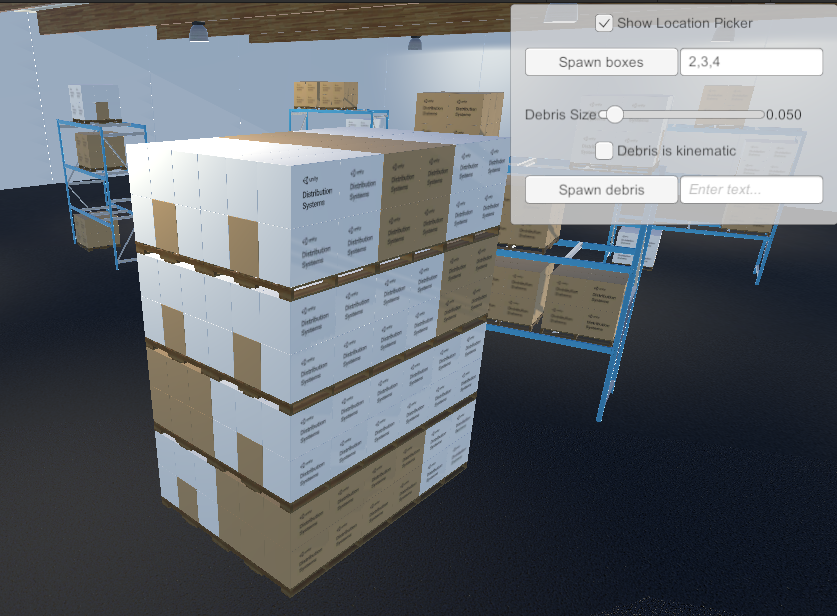 Show Location Picker
Spawn boxes
2,3,4
Debris Size
0.050
Debris is kinematic
Spawn debris
Enter text...
unity
Distribution
Systems